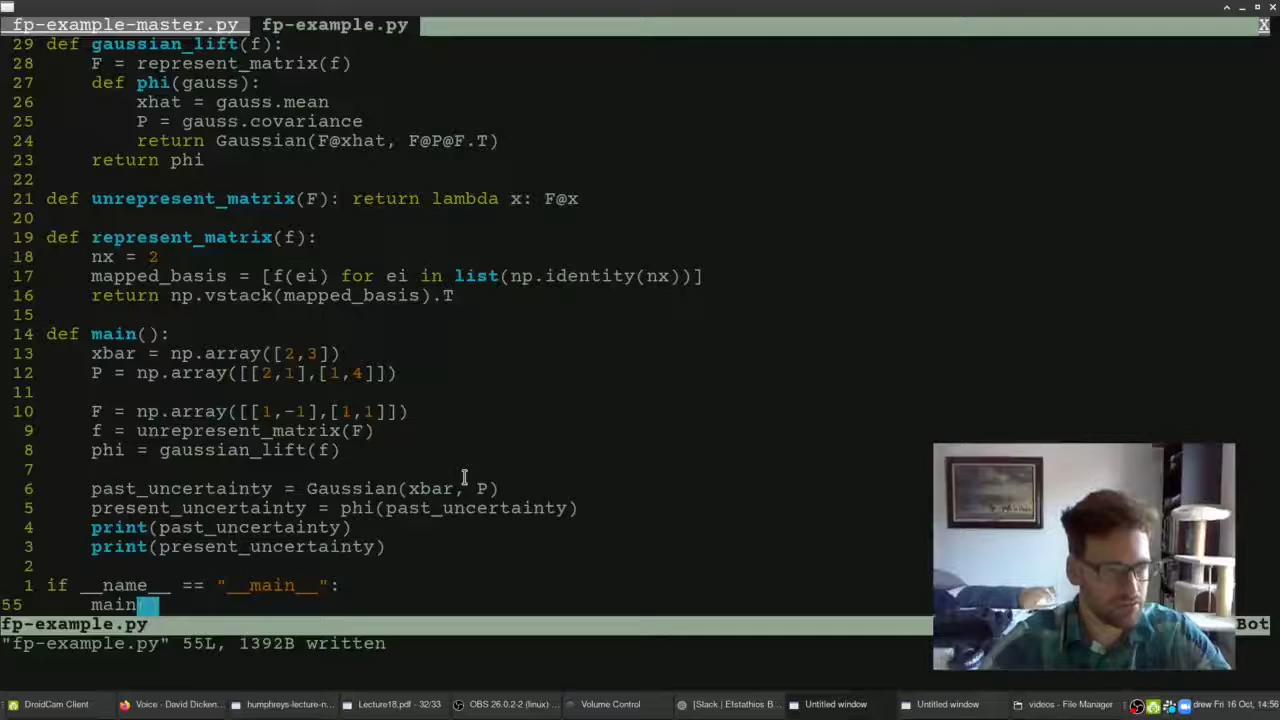 fp-example-master.py fp-example.py X
29 def gaussian_lift(f):
28 F = represent_matrix(f)
27 def phi(gauss):
26 xhat = gauss.mean
25 P = gauss.covariance
24 return Gaussian(F@xhat, F@P@F.T)
23 return phi
22
21 def unrepresent_matrix(F): return lambda x: F@x
20
19 def represent_matrix(f):
18 nx = 2
17 mapped_basis = [f(ei) for ei in list(np.identity(nx))]
16 return np.vstack(mapped_basis).T
15
14 def main():
13 xbar = np.array([2,3])
12 P = np.array([[2,1],[1,4]])
11
10 F = np.array([[1,-1],[1,1]])
9 f = unrepresent_matrix(F)
8 phi = gaussian_lift(f)
7
6 past_uncertainty = Gaussian(xbar, P)
5 present_uncertainty = phi(past_uncertainty)
4 print(past_uncertainty)
3 print(present_uncertainty)
2
1 if __name__ == "__main__":
55 main
fp-example.py Bot
"fp-example.py" 55L, 1392B written
DroidCam Client Voice - David Dicken... humphreys-lecture-n... Lecture18.pdf - 32/33 OBS 26.0.2-2 (linux) ... Volume Control [Slack | Efstathios B... Untitled window Untitled window videos - File Manager drew Fri 16 Oct, 14:56